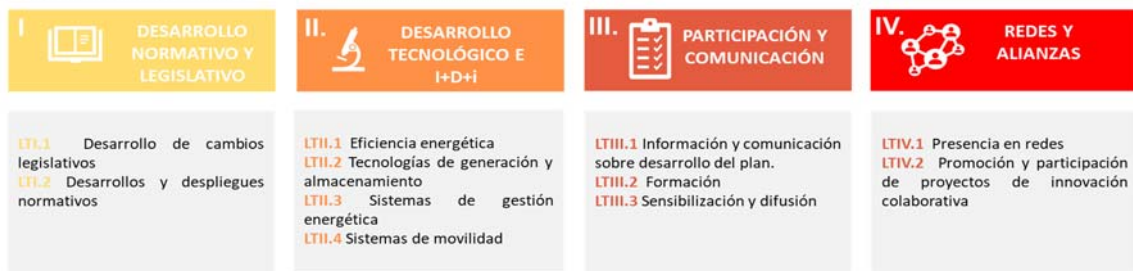 I
DESARROLLO
NORMATIVO Y
LEGISLATIVO
LTI.1 Desarrollo de cambios
legislativos
LTI.2 Desarrollos y despliegues
normativos
II.
DESARROLLO
TECNOLÓGICO E
I+D+i
LTII.1 Eficiencia energética
LTII.2 Tecnologías de generación y
almacenamiento
LTII.3 Sistemas de gestión
energética
LTII.4 Sistemas de movilidad
III.
PARTICIPACIÓN Y
COMUNICACIÓN
LTIII.1 Información y comunicación
sobre desarrollo del plan.
LTIII.2 Formación
LTIII.3 Sensibilización y difusión
IV.
REDES Y
ALIANZAS
LTIV.1 Presencia en redes
LTIV.2 Promoción y participación
de proyectos de innovación
colaborativa